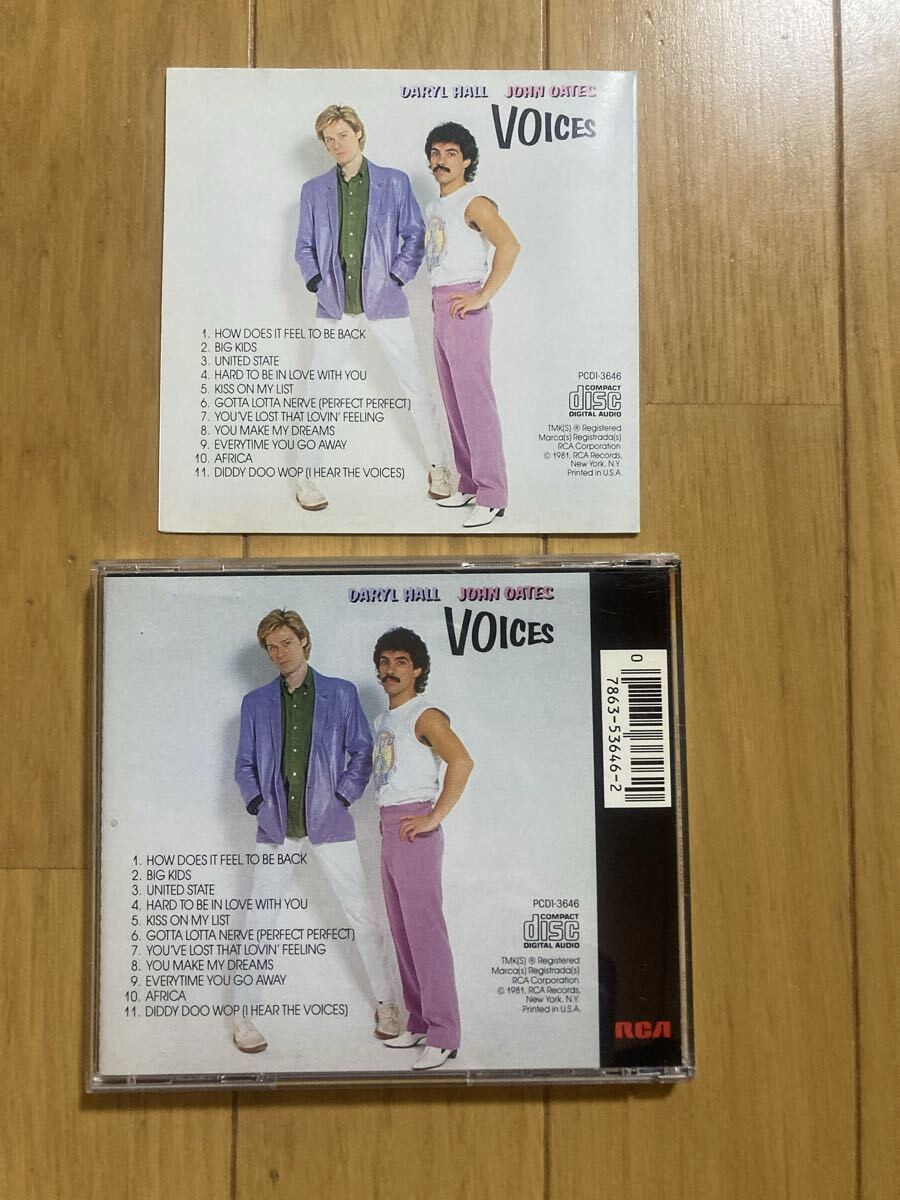 DARYL HALL JOHN OATES
VOICES
1. HOW DOES IT FEEL TO BE BACK
2. BIG KIDS
3. UNITED STATE
4. HARD TO BE IN LOVE WITH YOU
5. KISS ON MY LIST
6. GOTTA LOTTA NERVE (PERFECT PERFECT)
7. YOU'VE LOST THAT LOVIN' FEELING
8. YOU MAKE MY DREAMS
9. EVERYTIME YOU GO AWAY
10. AFRICA
11. DIDDY DOO WOP (I HEAR THE VOICES)
PCD1-3646
COMPACT
disc
DIGITAL AUDIO
TMK(S) ® Registered
Marca(s) Registrada(s)
RCA Corporation
© 1981, RCA Records,
New York, N.Y.
Printed in U.S.A.
DARYL HALL JOHN OATES
VOICES
1. HOW DOES IT FEEL TO BE BACK
2. BIG KIDS
3. UNITED STATE
4. HARD TO BE IN LOVE WITH YOU
5. KISS ON MY LIST
6. GOTTA LOTTA NERVE (PERFECT PERFECT)
7. YOU'VE LOST THAT LOVIN' FEELING
8. YOU MAKE MY DREAMS
9. EVERYTIME YOU GO AWAY
10. AFRICA
11. DIDDY DOO WOP (I HEAR THE VOICES)
PCD1-3646
COMPACT
disc
DIGITAL AUDIO
TMK(S) ® Registered
Marca(s) Registrada(s)
RCA Corporation
© 1981, RCA Records,
New York, N.Y.
Printed in U.S.A.
0 7863-53646-2
RCA